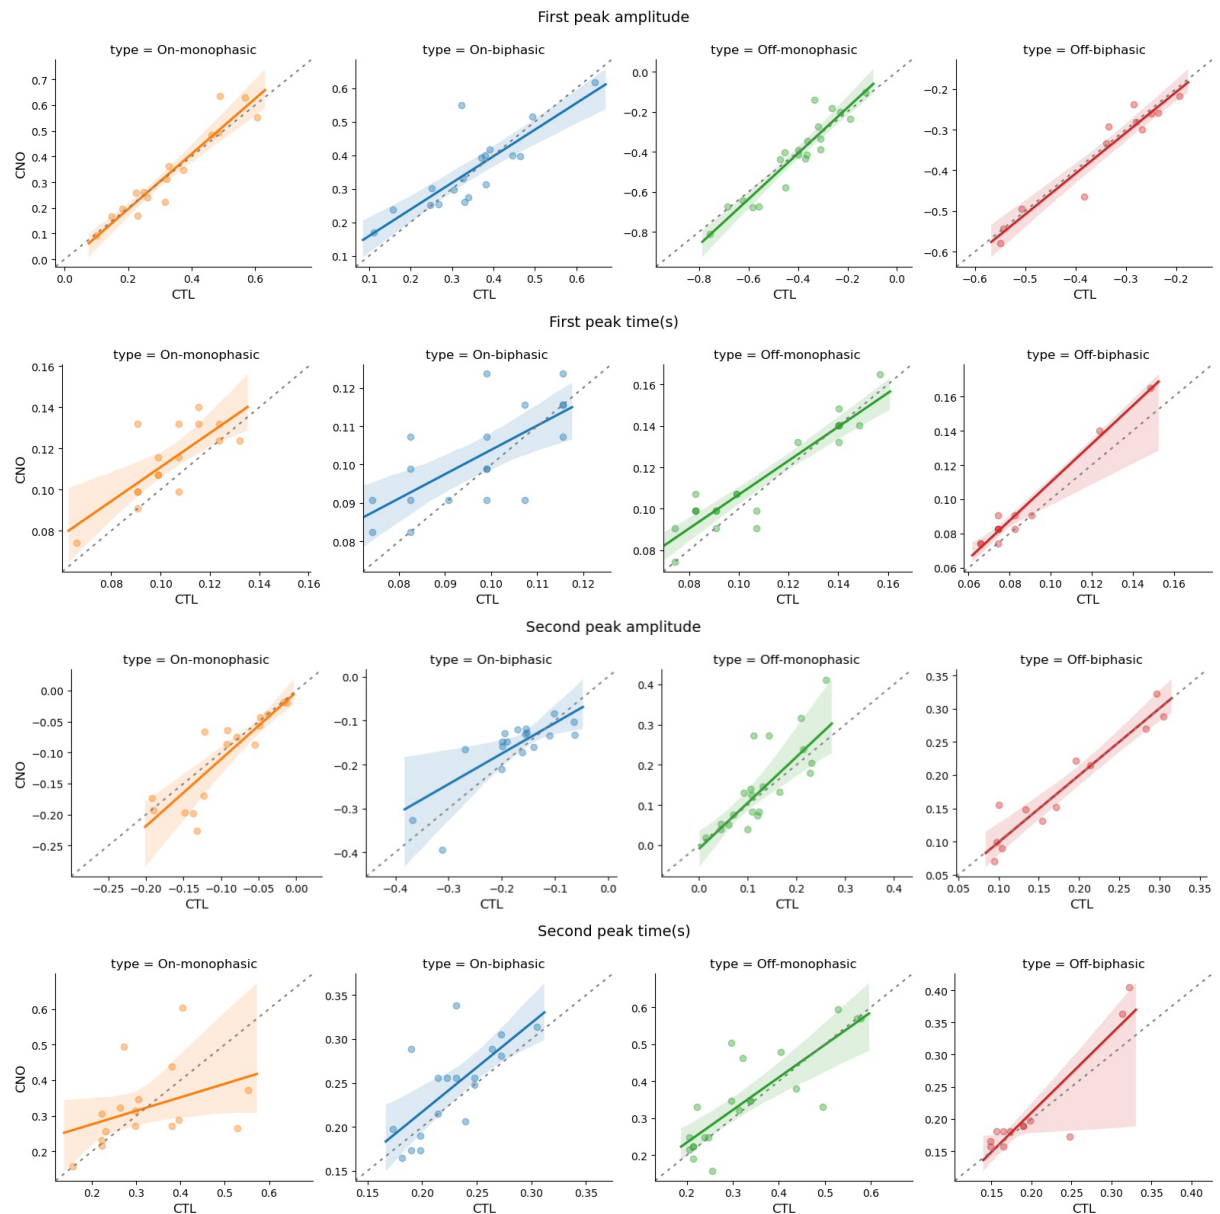 First peak amplitude
type = On-monophasic type = On-biphasic type = Off-monophasic type = Off-biphasic
CNO
0.7 0.6 0.5 0.4 0.3 0.2 0.1 0.0
0.0 0.2 0.4 0.6
CTL
0.6 0.5 0.4 0.3 0.2 0.1
0.1 0.2 0.3 0.4 0.5 0.6
CTL
0.0 −0.2 −0.4 −0.6 −0.8
−0.8 −0.6 −0.4 −0.2 0.0
CTL
−0.2 −0.3 −0.4 −0.5 −0.6
−0.6 −0.5 −0.4 −0.3 −0.2
CTL
First peak time(s)
type = On-monophasic type = On-biphasic type = Off-monophasic type = Off-biphasic
CNO
0.16 0.14 0.12 0.10 0.08
0.08 0.10 0.12 0.14 0.16
CTL
0.12 0.11 0.10 0.09 0.08
0.08 0.09 0.10 0.11 0.12
CTL
0.16 0.14 0.12 0.10 0.08
0.08 0.10 0.12 0.14 0.16
CTL
0.16 0.14 0.12 0.10 0.08 0.06
0.06 0.08 0.10 0.12 0.14 0.16
CTL
Second peak amplitude
type = On-monophasic type = On-biphasic type = Off-monophasic type = Off-biphasic
CNO
0.00 −0.05 −0.10 −0.15 −0.20 −0.25
−0.25 −0.20 −0.15 −0.10 −0.05 0.00
CTL
0.0 −0.1 −0.2 −0.3 −0.4
−0.4 −0.3 −0.2 −0.1 0.0
CTL
0.4 0.3 0.2 0.1 0.0
0.0 0.1 0.2 0.3 0.4
CTL
0.35 0.30 0.25 0.20 0.15 0.10 0.05
0.05 0.10 0.15 0.20 0.25 0.30 0.35
CTL
Second peak time(s)
type = On-monophasic type = On-biphasic type = Off-monophasic type = Off-biphasic
CNO
0.6 0.5 0.4 0.3 0.2
0.2 0.3 0.4 0.5 0.6
CTL
0.35 0.30 0.25 0.20 0.15
0.15 0.20 0.25 0.30 0.35
CTL
0.6 0.5 0.4 0.3 0.2
0.2 0.3 0.4 0.5 0.6
CTL
0.40 0.35 0.30 0.25 0.20 0.15
0.15 0.20 0.25 0.30 0.35 0.40
CTL